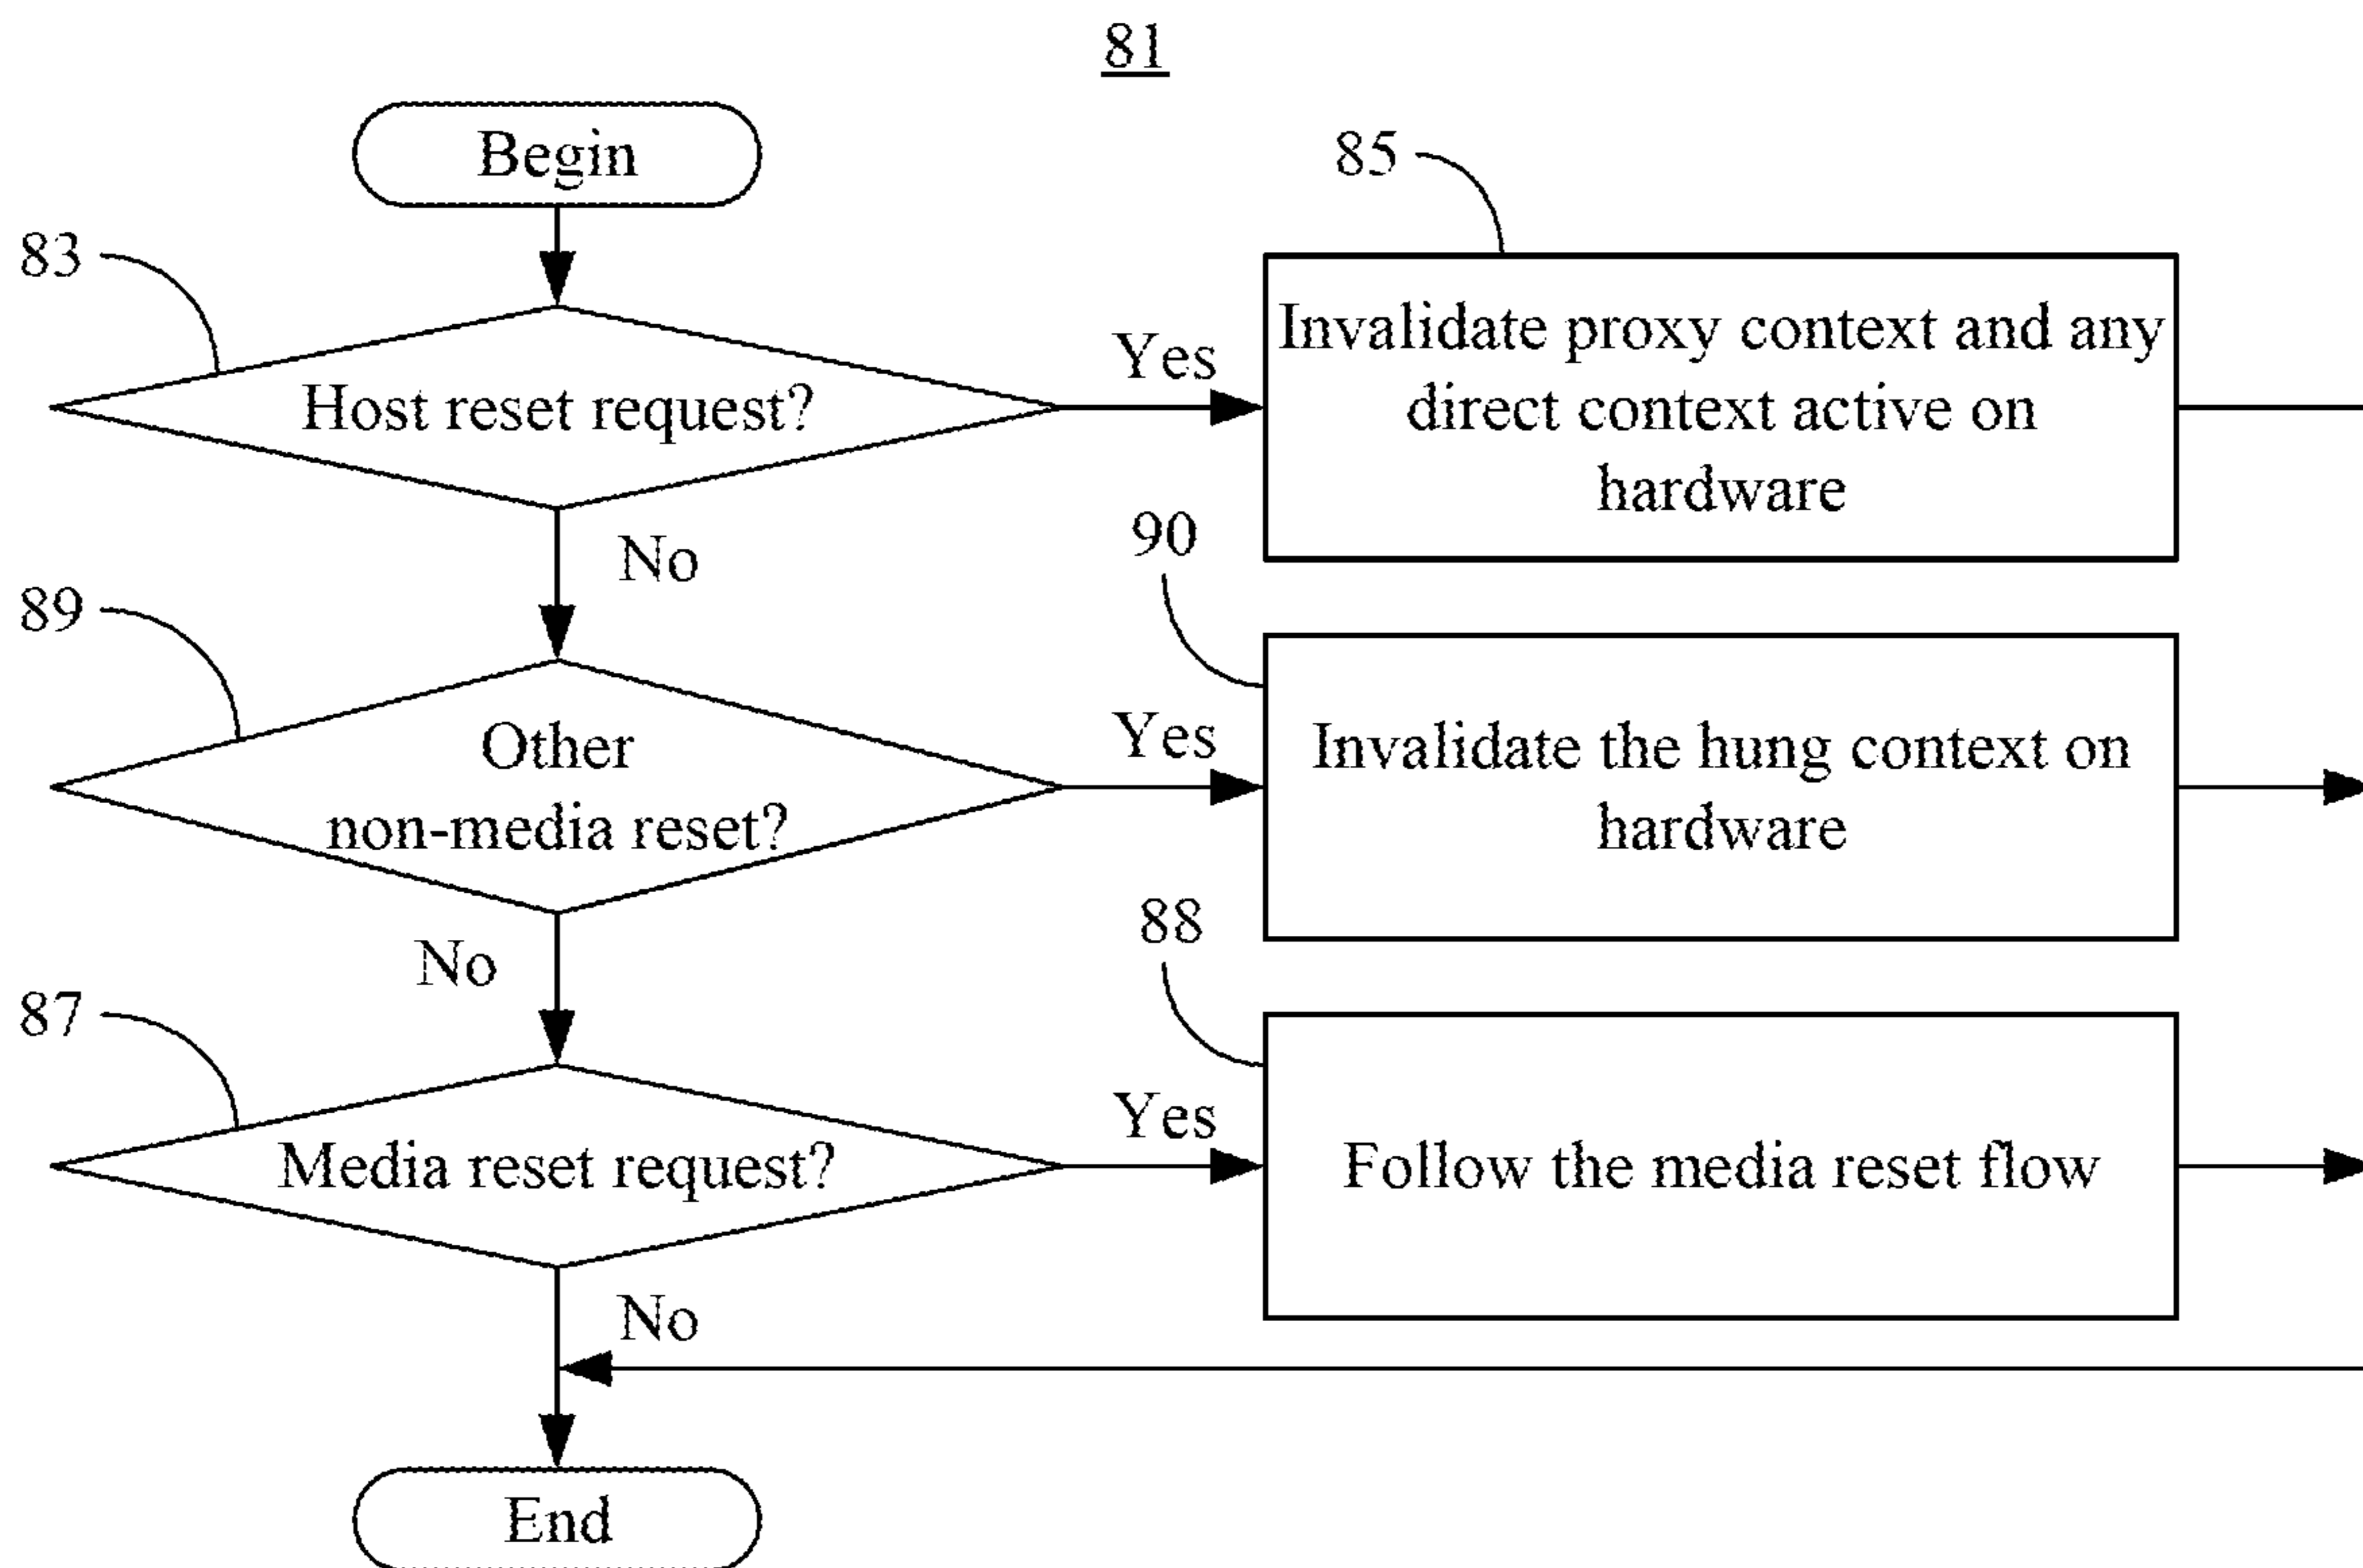 81
Begin
85
83
Yes
Invalidate proxy context and any
direct context active on
hardware
Host reset request?
90
No
89
Yes
Other
non-media reset?
Invalidate the hung context on
hardware
88
No
87
Yes
Media reset request?
Follow the media reset flow
No
End